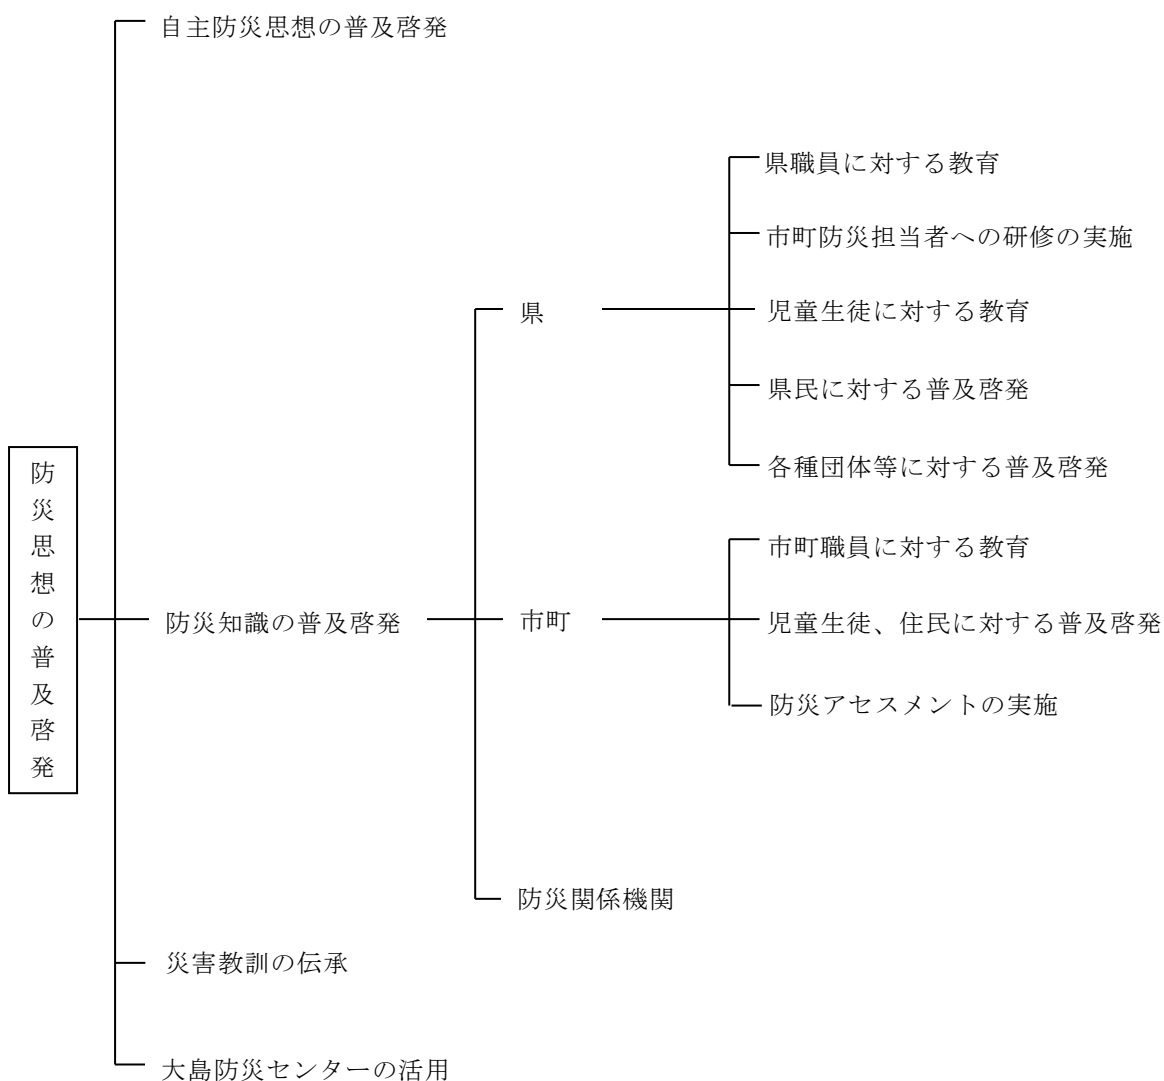 防災思想の普及啓発
自主防災思想の普及啓発
防災知識の普及啓発
県
県職員に対する教育
市町防災担当者への研修の実施
児童生徒に対する教育
県民に対する普及啓発
各種団体等に対する普及啓発
市町
市町職員に対する教育
児童生徒、住民に対する普及啓発
防災アセスメントの実施
防災関係機関
災害教訓の伝承
大島防災センターの活用